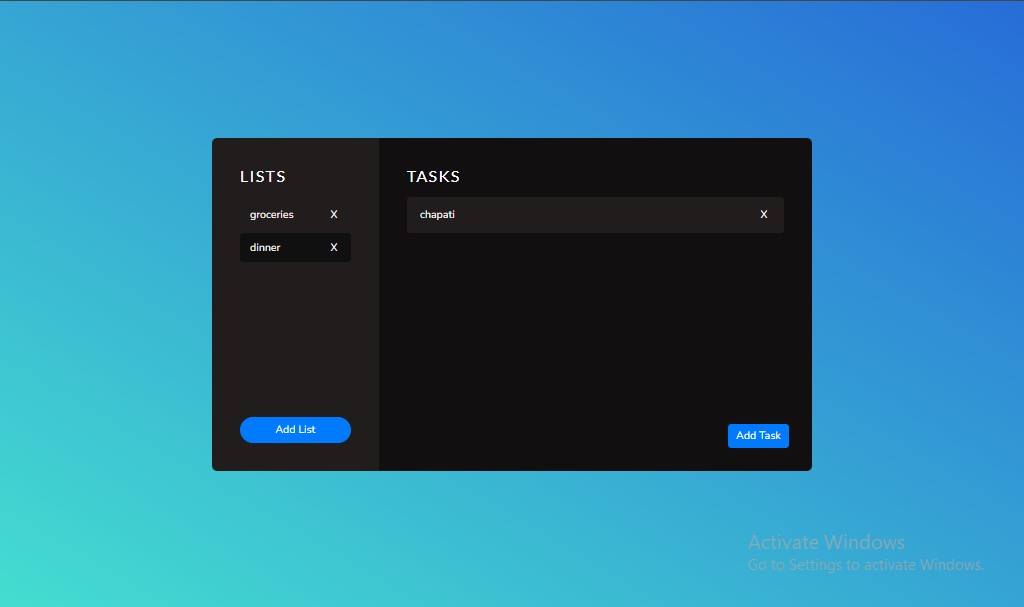 LISTS
groceries X
dinner X
Add List
TASKS
chapati X
Add Task
Activate Windows
Go to Settings to activate Windows.